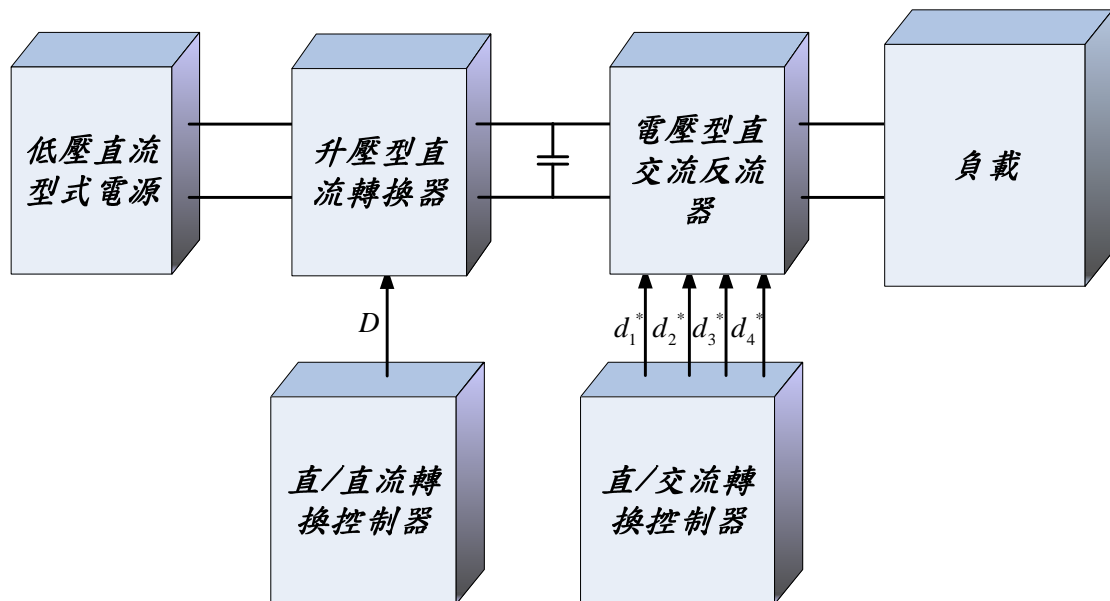 低壓直流
型式電源
升壓型直
流轉換器
電壓型直
交流反流
器
負載
D
d₁* d₂* d₃* d₄*
直/直流轉
換控制器
直/交流轉
換控制器